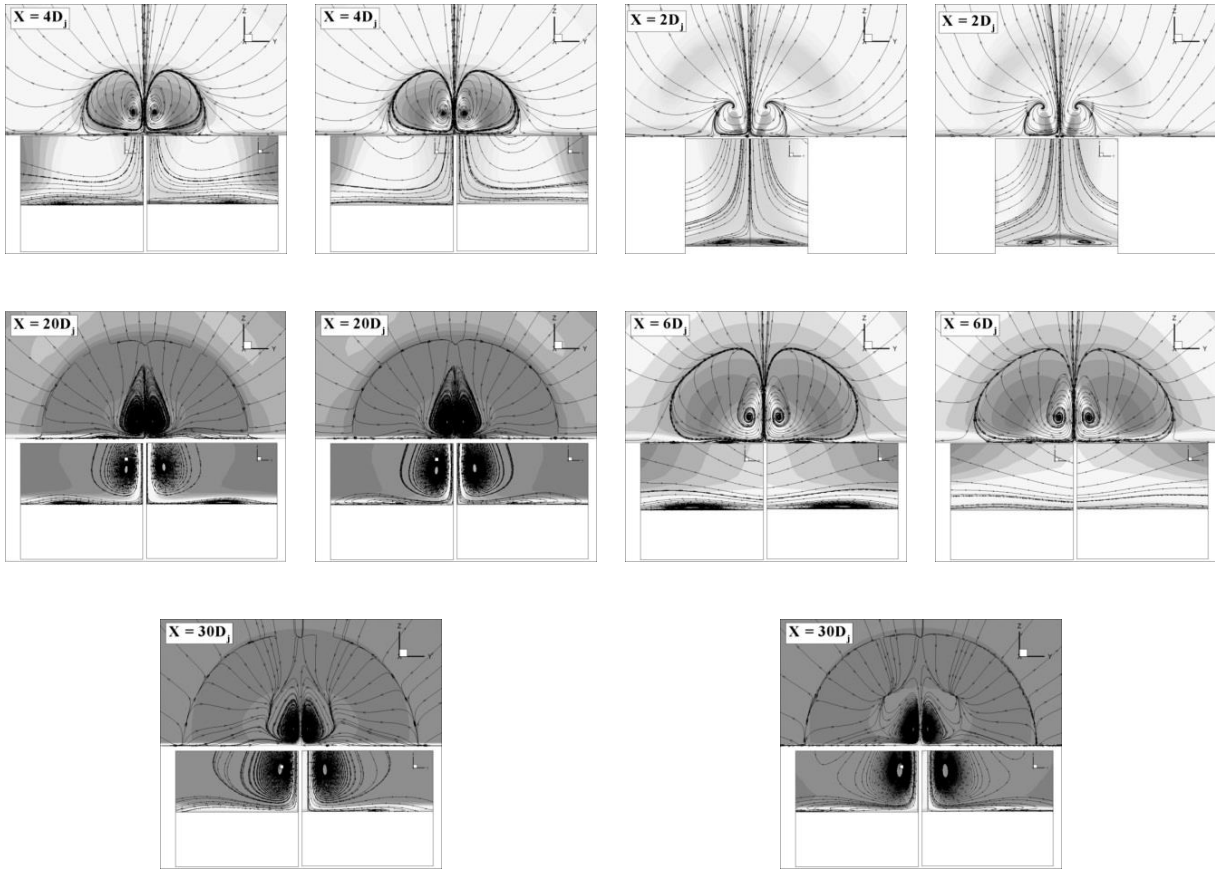 X = 4Dj
Z
X
Y
X = 4Dj
Z
X
Y
X = 2Dj
Z
X
Y
X = 2Dj
Z
X
Y
X = 20Dj
Z
X
Y
X = 20Dj
Z
X
Y
X = 6Dj
Z
X
Y
X = 6Dj
Z
X
Y
X = 30Dj
Z
X
Y
X = 30Dj
Z
X
Y